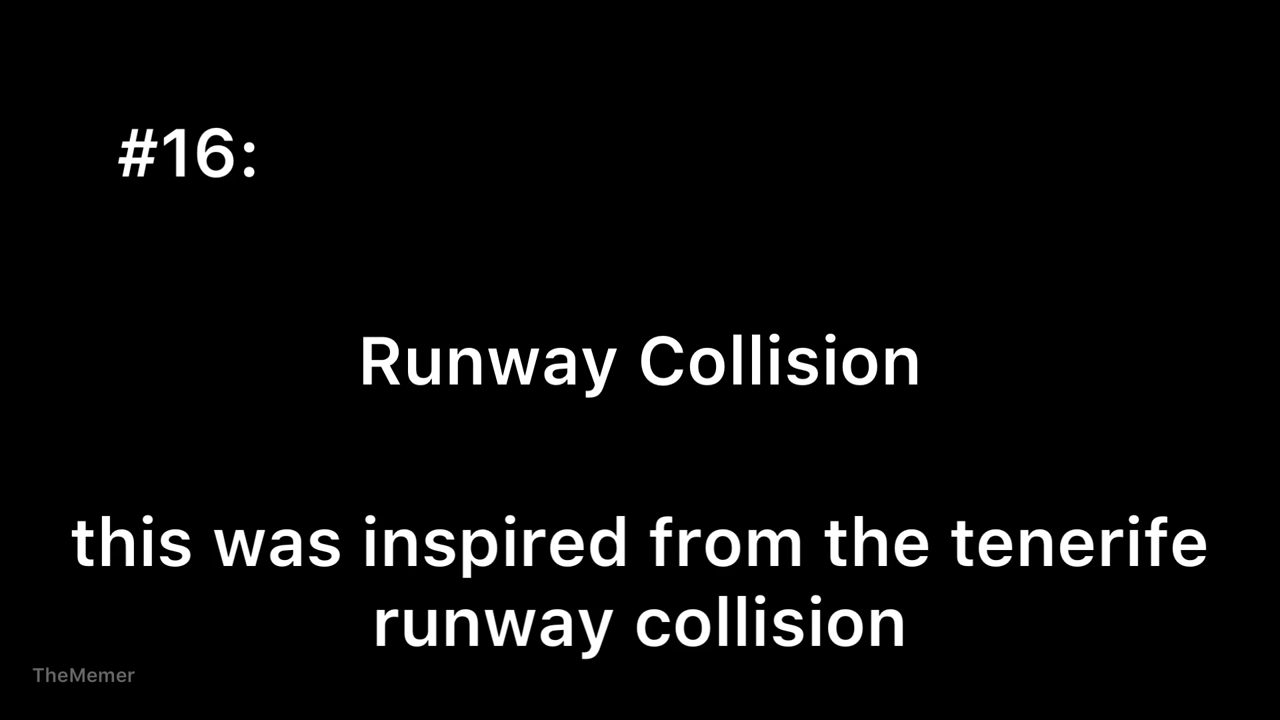 #16:
Runway Collision
this was inspired from the tenerife
runway collision
TheMemer